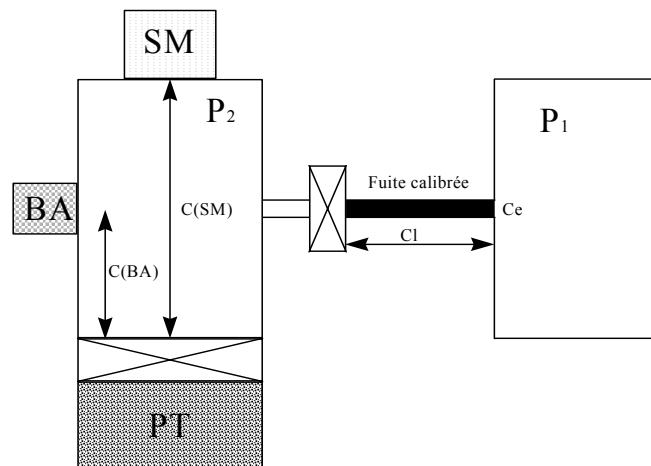 SM
P₂
P₁
BA
C(SM)
Fuite calibrée
Ce
Cl
C(BA)
PT